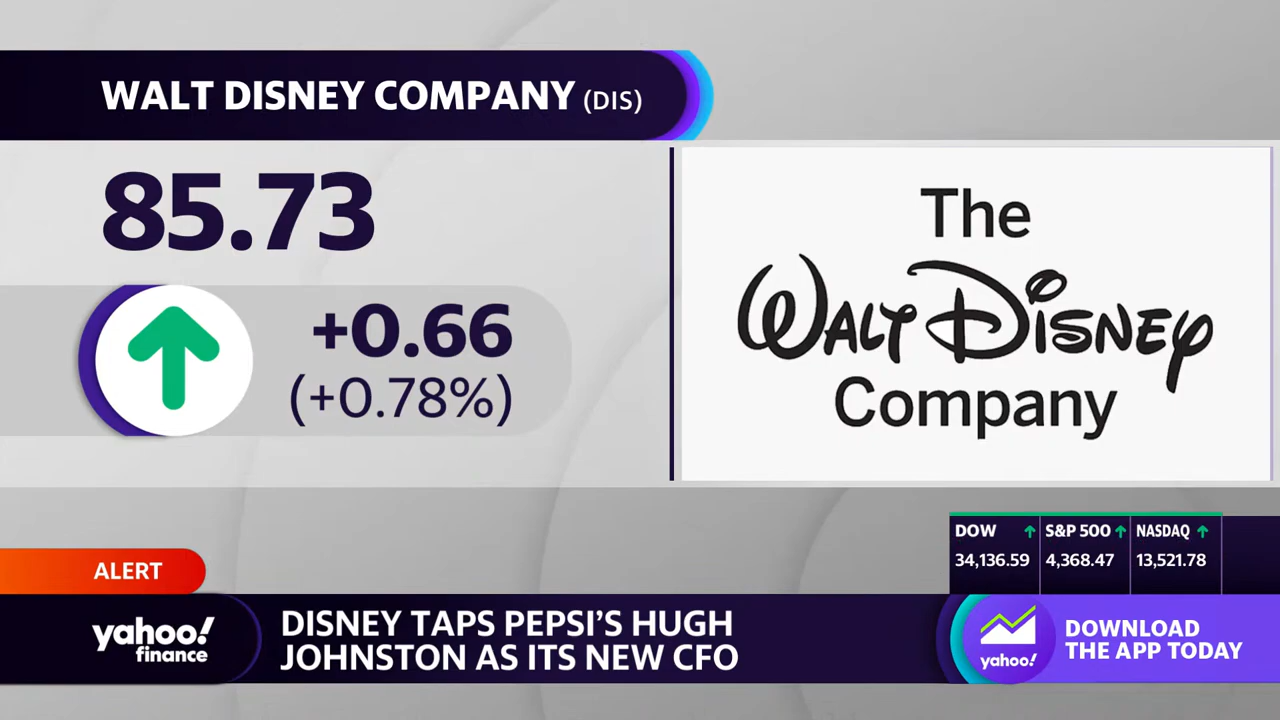 WALT DISNEY COMPANY (DIS)
85.73
+0.66
(+0.78%)
The
WALT DISNEY
Company
DOW
34,136.59
S&P 500
4,368.47
NASDAQ
13,521.78
ALERT
yahoo!
finance
DISNEY TAPS PEPSI'S HUGH
JOHNSTON AS ITS NEW CFO
yahoo!
DOWNLOAD
THE APP TODAY